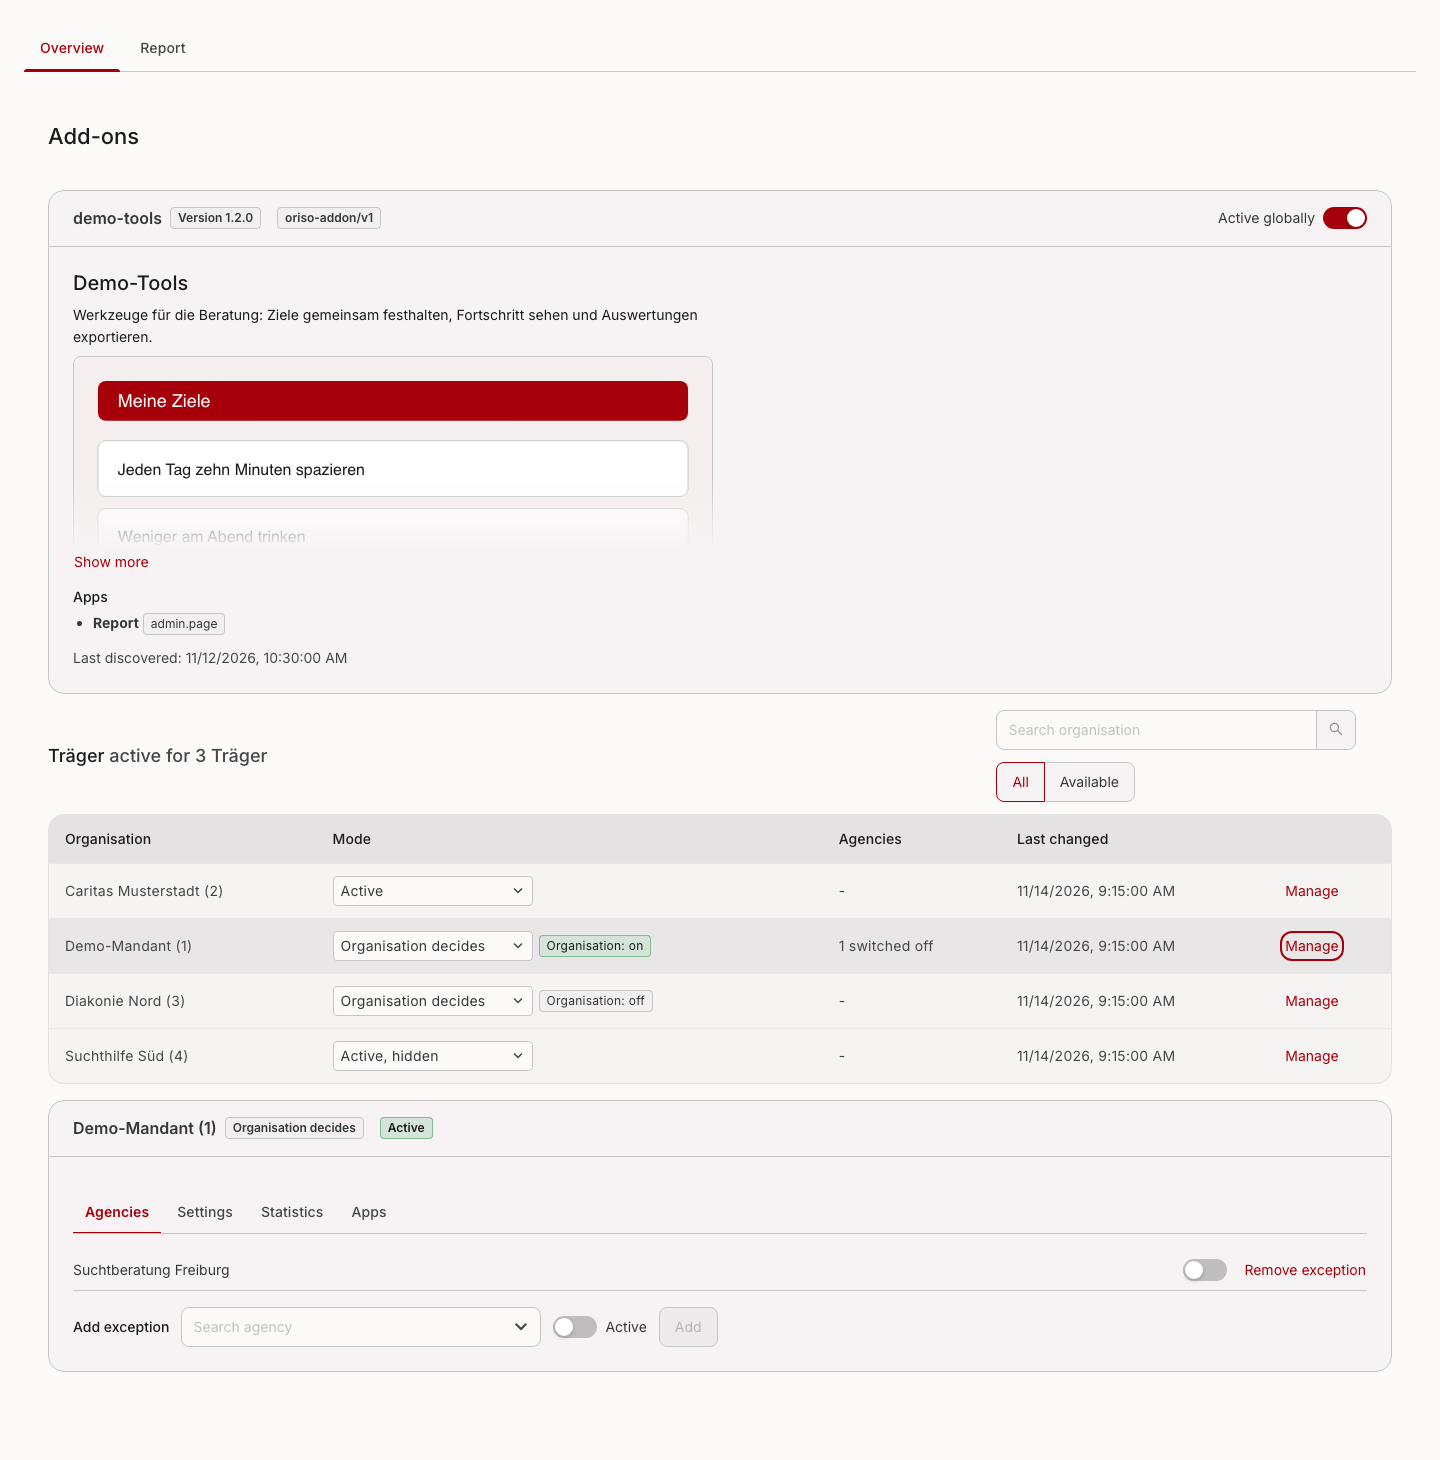 Overview Report
Add-ons
demo-tools Version 1.2.0 oriso-addon/v1 Active globally
Demo-Tools
Werkzeuge für die Beratung: Ziele gemeinsam festhalten, Fortschritt sehen und Auswertungen
exportieren.
Meine Ziele
Jeden Tag zehn Minuten spazieren
Weniger am Abend trinken
Show more
Apps
• Report admin.page
Last discovered: 11/12/2026, 10:30:00 AM
Search organisation
Träger active for 3 Träger
All Available
Organisation Mode Agencies Last changed
Caritas Musterstadt (2) Active - 11/14/2026, 9:15:00 AM Manage
Demo-Mandant (1) Organisation decides Organisation: on 1 switched off 11/14/2026, 9:15:00 AM Manage
Diakonie Nord (3) Organisation decides Organisation: off - 11/14/2026, 9:15:00 AM Manage
Suchthilfe Süd (4) Active, hidden - 11/14/2026, 9:15:00 AM Manage
Demo-Mandant (1) Organisation decides Active
Agencies Settings Statistics Apps
Suchtberatung Freiburg Remove exception
Add exception Search agency Active Add